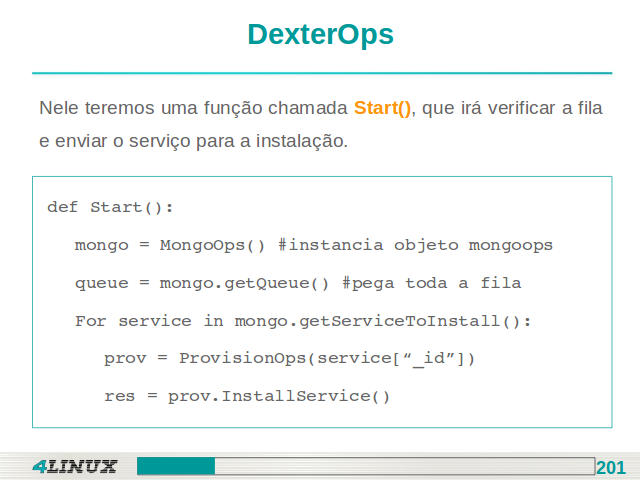 DexterOps
Nele teremos uma função chamada Start(), que irá verificar a fila
e enviar o serviço para a instalação.
def Start():
mongo = MongoOps() #instancia objeto mongoops
queue = mongo.getQueue() #pega toda a fila
For service in mongo.getServiceToInstall():
prov = ProvisionOps(service[“_id”])
res = prov.InstallService()
4LINUX
201